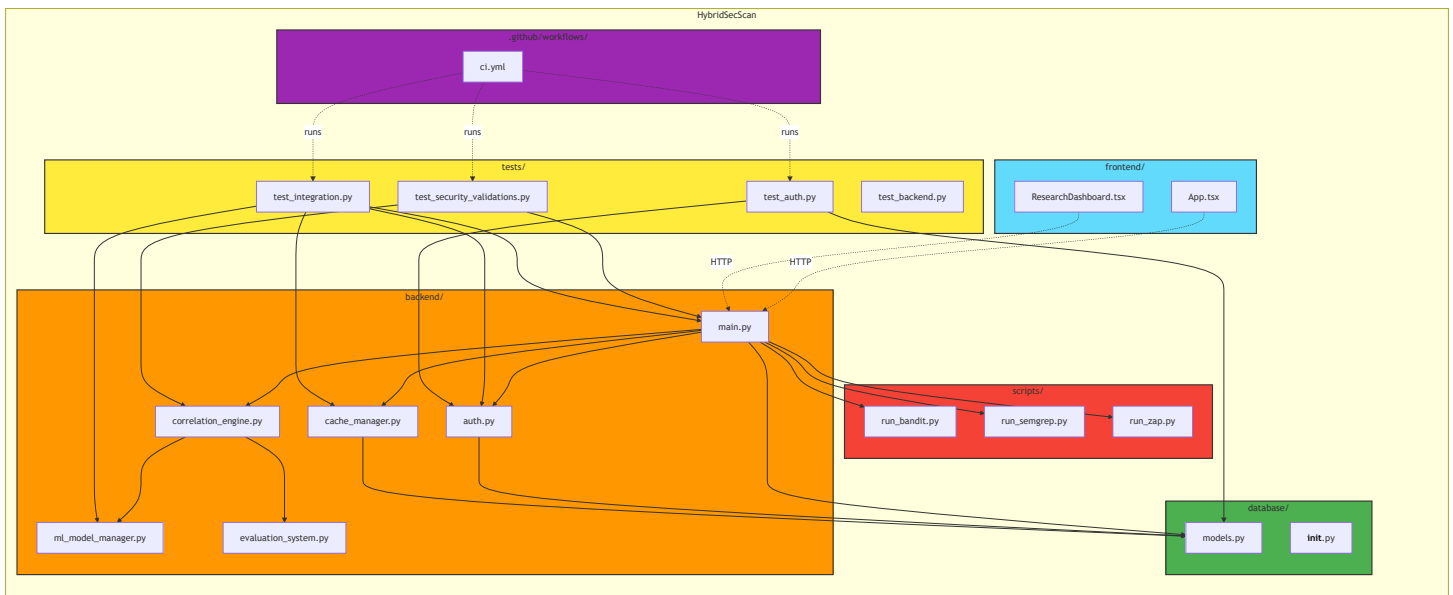 HybridSecScan
.github/workflows/
ci.yml
runs
runs
runs
tests/
frontend/
test_integration.py
test_security_validations.py
test_auth.py
test_backend.py
ResearchDashboard.tsx
App.tsx
HTTP
HTTP
backend/
main.py
scripts/
correlation_engine.py
cache_manager.py
auth.py
run_bandit.py
run_semgrep.py
run_zap.py
database/
ml_model_manager.py
evaluation_system.py
models.py
init.py